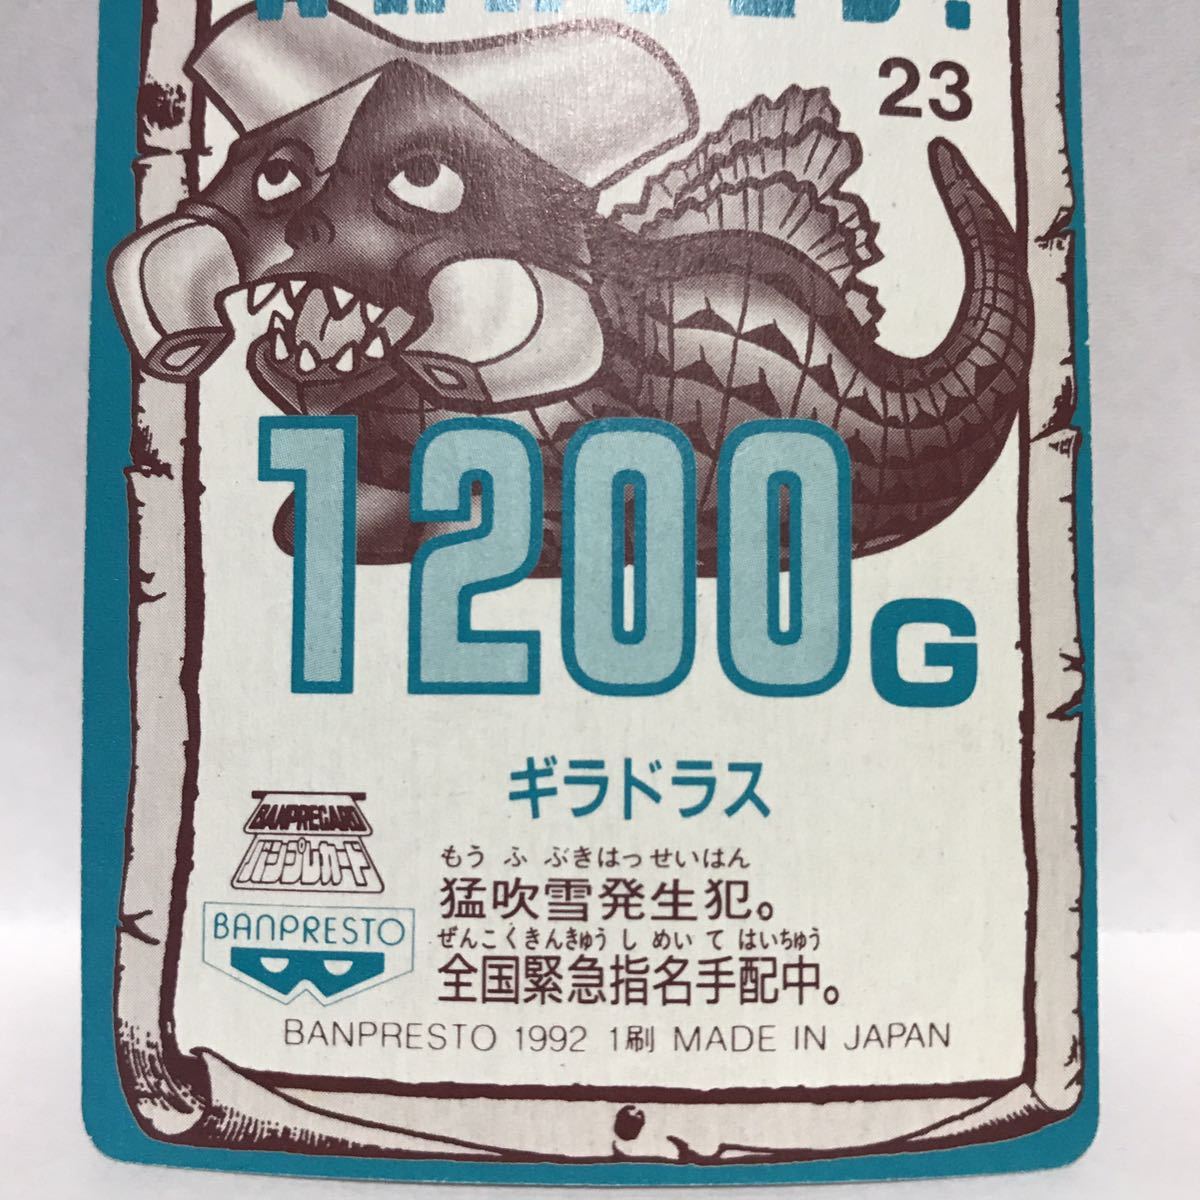 WANTED!
23
1200G
ギラドラス
BANPRECARD
バンプレカード
もうふぶきはっせいはん
猛吹雪発生犯。
ぜんこくきんきゅうしめいてはいちゅう
全国緊急指名手配中。
BANPRESTO
BANPRESTO 1992 1刷 MADE IN JAPAN